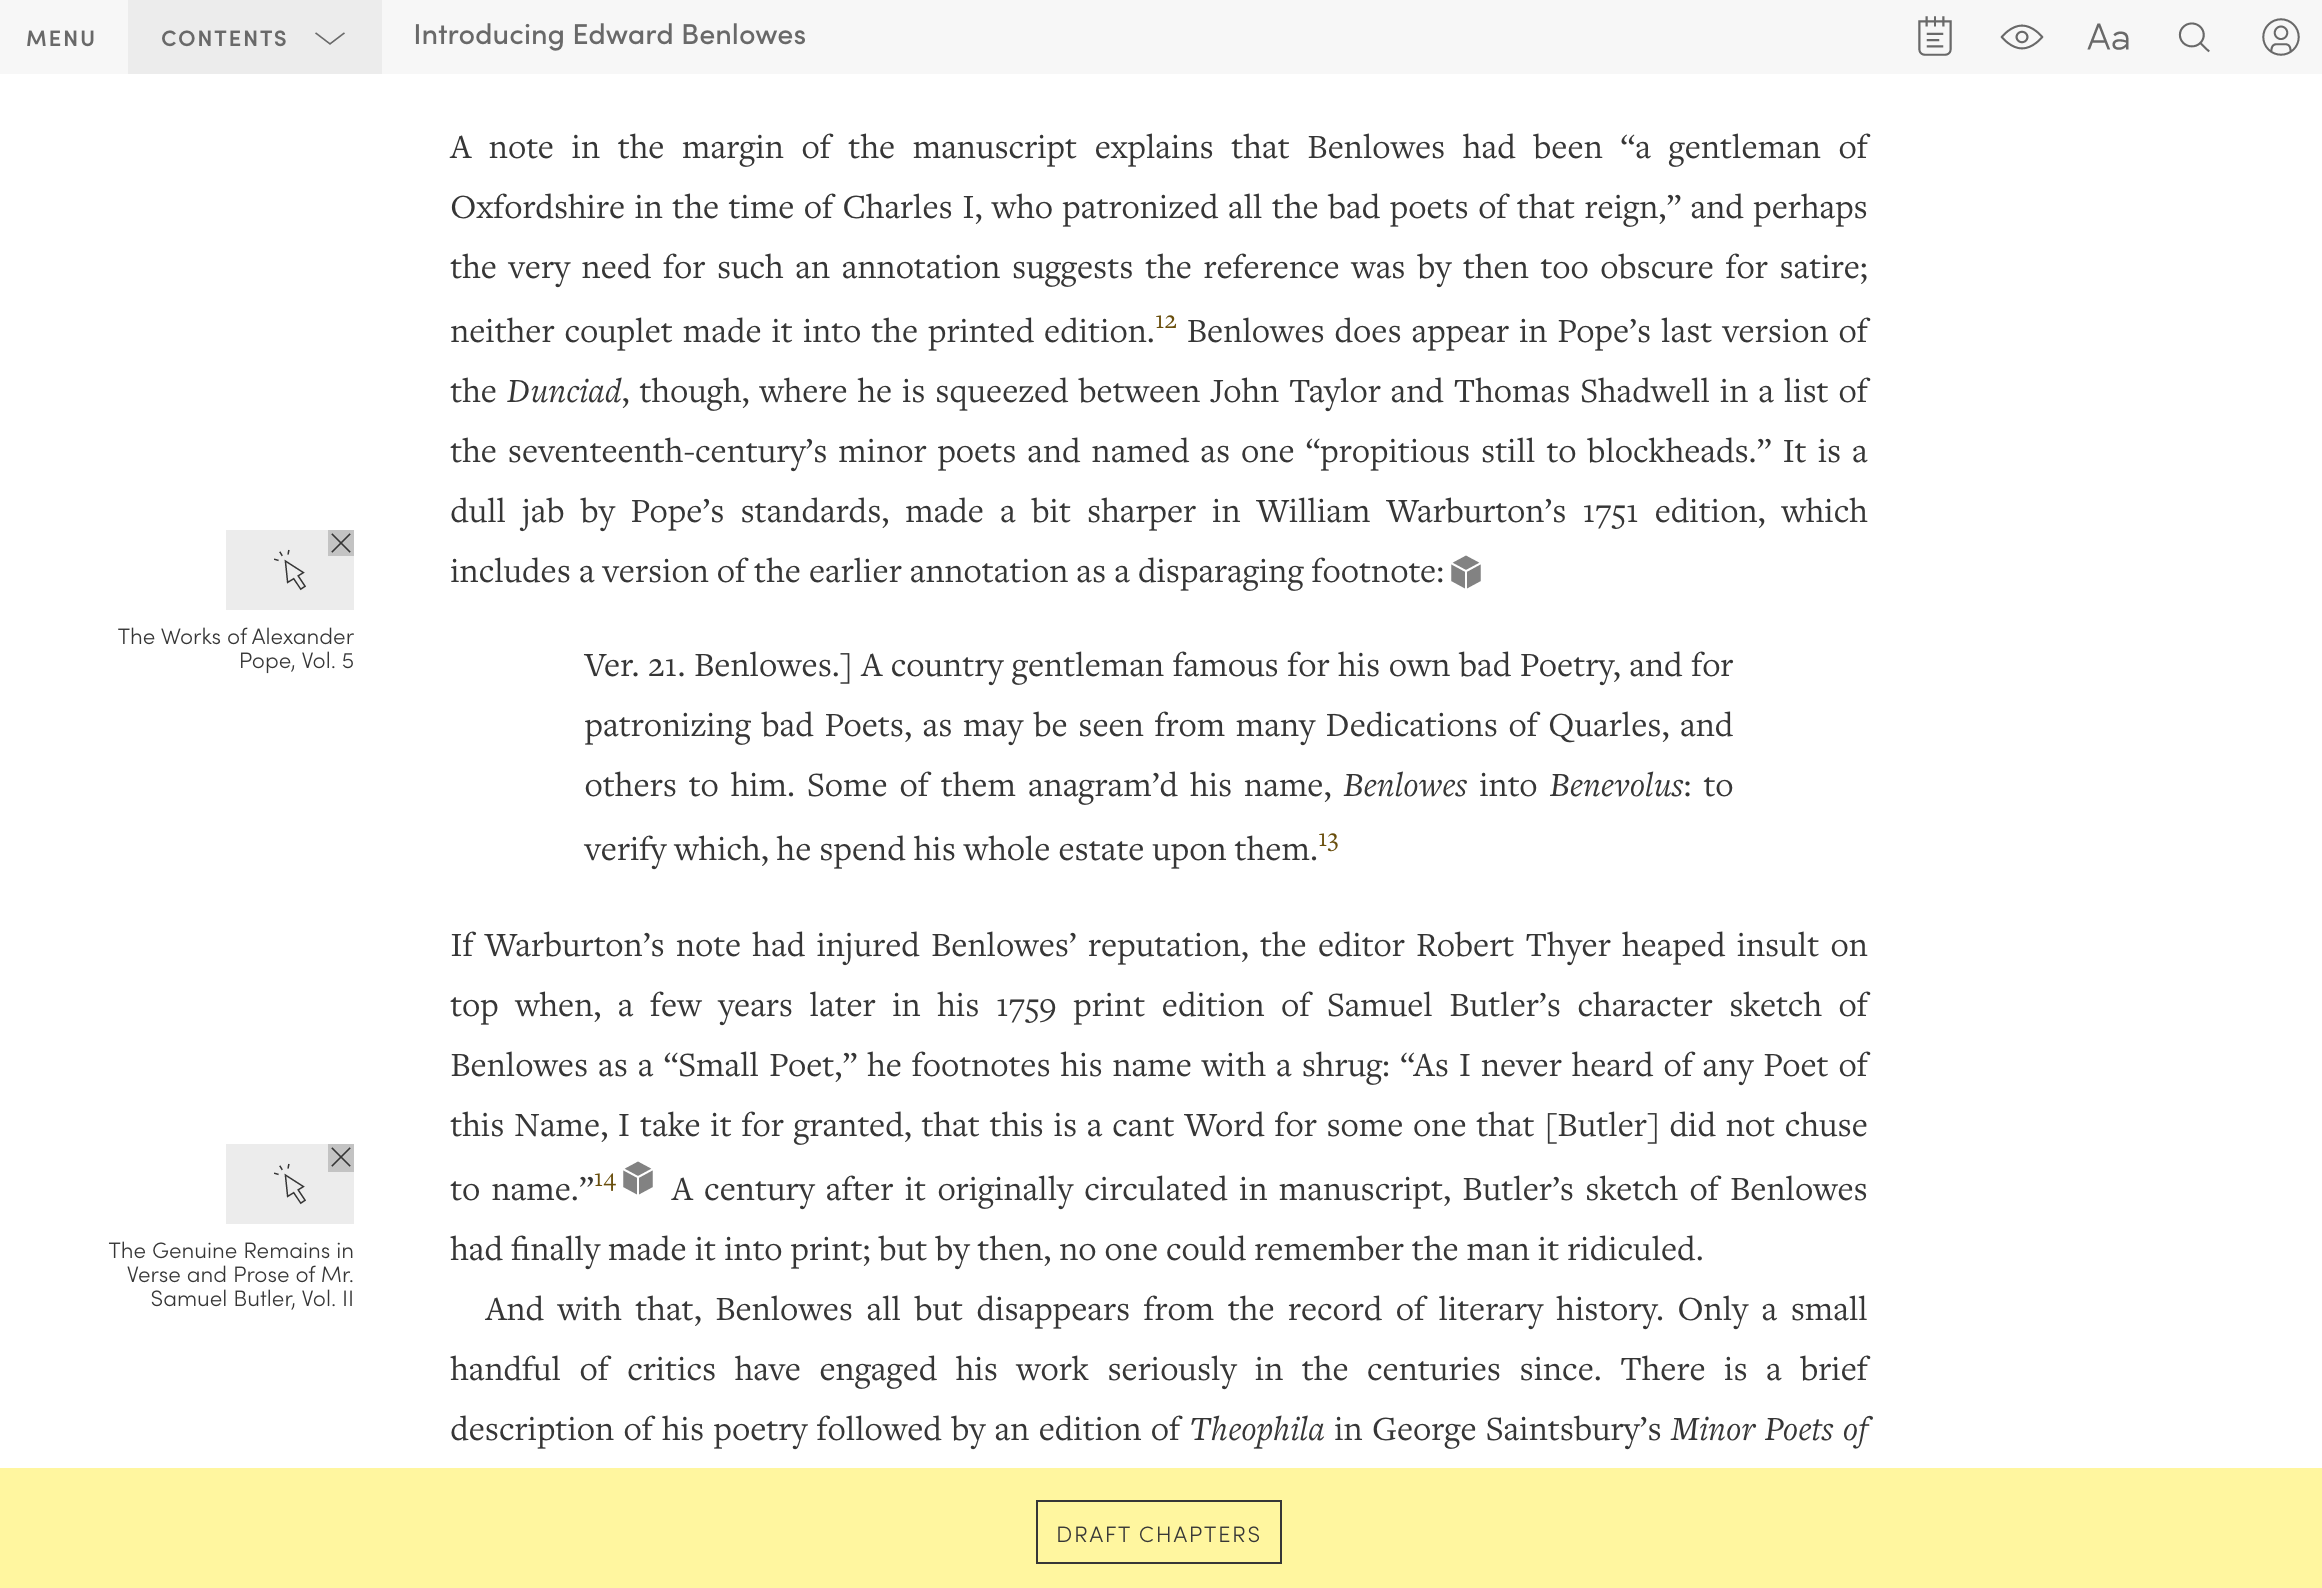 MENU
CONTENTS
Introducing Edward Benlowes
Aa
A note in the margin of the manuscript explains that Benlowes had been “a gentleman of
Oxfordshire in the time of Charles I, who patronized all the bad poets of that reign,” and perhaps
the very need for such an annotation suggests the reference was by then too obscure for satire;
neither couplet made it into the printed edition.12 Benlowes does appear in Pope’s last version of
the Dunciad, though, where he is squeezed between John Taylor and Thomas Shadwell in a list of
the seventeenth-century’s minor poets and named as one “propitious still to blockheads.” It is a
dull jab by Pope’s standards, made a bit sharper in William Warburton’s 1751 edition, which
includes a version of the earlier annotation as a disparaging footnote:
The Works of Alexander
Pope, Vol. 5
Ver. 21. Benlowes.] A country gentleman famous for his own bad Poetry, and for
patronizing bad Poets, as may be seen from many Dedications of Quarles, and
others to him. Some of them anagram’d his name, Benlowes into Benevolus: to
verify which, he spend his whole estate upon them.13
If Warburton’s note had injured Benlowes’ reputation, the editor Robert Thyer heaped insult on
top when, a few years later in his 1759 print edition of Samuel Butler’s character sketch of
Benlowes as a “Small Poet,” he footnotes his name with a shrug: “As I never heard of any Poet of
this Name, I take it for granted, that this is a cant Word for some one that [Butler] did not chuse
to name.”14 A century after it originally circulated in manuscript, Butler’s sketch of Benlowes
had finally made it into print; but by then, no one could remember the man it ridiculed.
The Genuine Remains in
Verse and Prose of Mr.
Samuel Butler, Vol. II
And with that, Benlowes all but disappears from the record of literary history. Only a small
handful of critics have engaged his work seriously in the centuries since. There is a brief
description of his poetry followed by an edition of Theophila in George Saintsbury’s Minor Poets of
DRAFT CHAPTERS